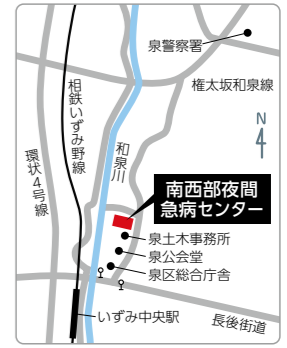 泉警察署
権太坂和泉線
N
4
相鉄いずみ野線
和泉川
環状4号線
南西部夜間
急病センター
泉土木事務所
泉公会堂
泉区総合庁舎
いずみ中央駅
長後街道